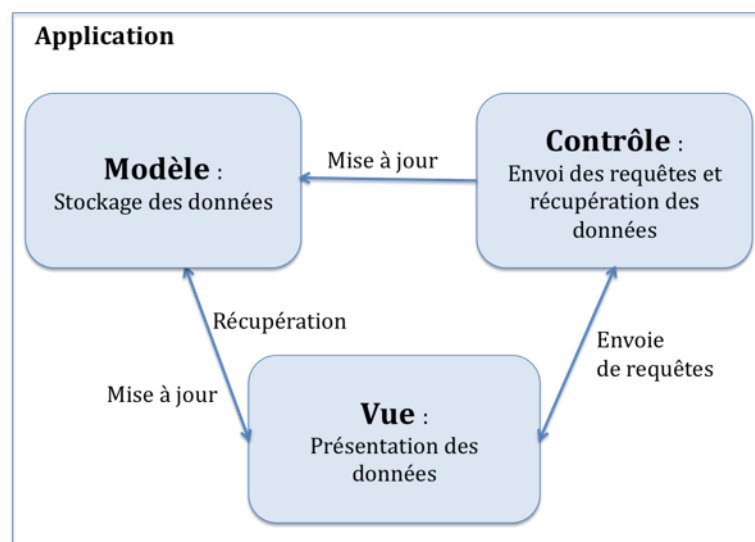 Application
Modèle :
Stockage des données
Mise à jour
Contrôle :
Envoi des requêtes et
récupération des
données
Récupération
Mise à jour
Envoie
de requêtes
Vue :
Présentation des
données